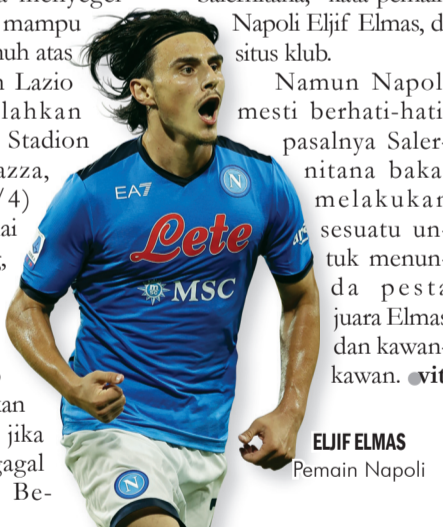 mampu
nuh atas
Lazio
lahkan
Stadion
azza,
/4)
ai
kan
jika
gagal
Be-
Napoli Eljif Elmas, d
situs klub.
Namun Napol
mesti berhati-hati
pasalnya Saler-
nitana baka
melakukan
sesuatu un-
tuk menun-
da pesta
juara Elmas
dan kawan-
kawan. vit
EA7
N
Lete
MSC
N
ELJIF ELMAS
Pemain Napoli